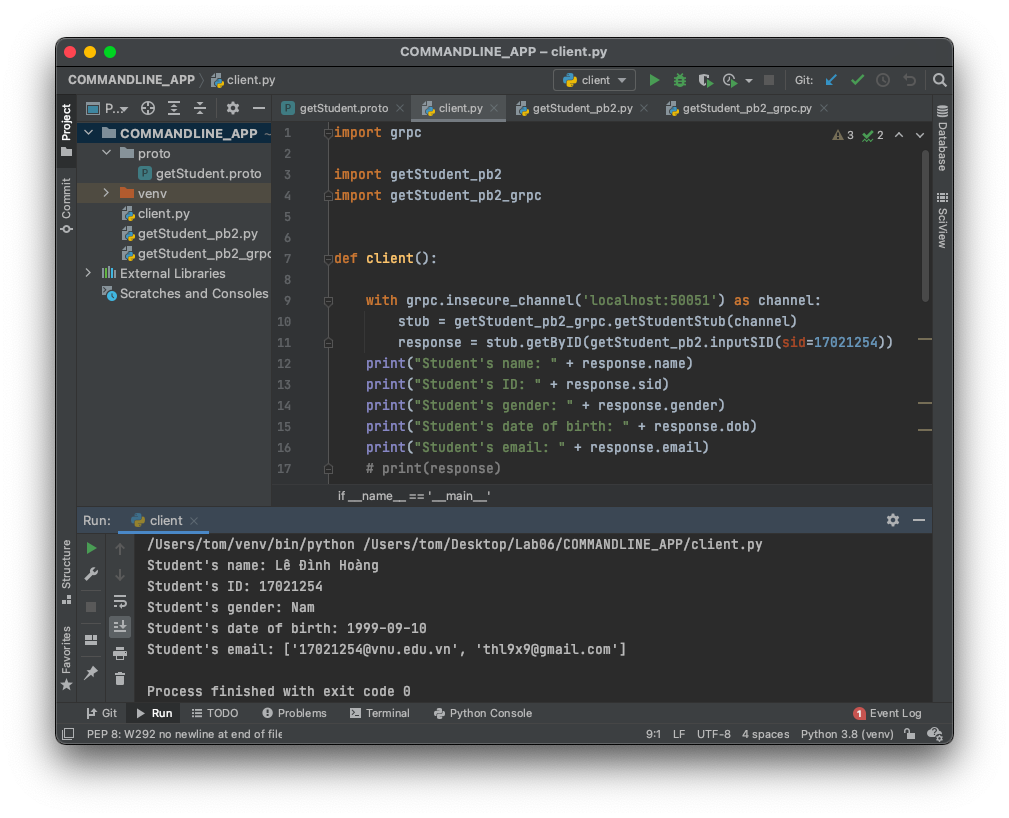 COMMANDLINE_APP – client.py
COMMANDLINE_APP client.py client Git:
Project P.. getStudent.proto client.py getStudent_pb2.py getStudent_pb2_grpc.py
COMMANDLINE_APP ~
proto
getStudent.proto
venv
client.py
getStudent_pb2.py
getStudent_pb2_grpc
External Libraries
Scratches and Consoles
Commit
3 2
1 import grpc
2
3 import getStudent_pb2
4 import getStudent_pb2_grpc
5
6
7 def client():
8
9 with grpc.insecure_channel('localhost:50051') as channel:
10 stub = getStudent_pb2_grpc.getStudentStub(channel)
11 response = stub.getByID(getStudent_pb2.inputSID(sid=17021254))
12 print("Student's name: " + response.name)
13 print("Student's ID: " + response.sid)
14 print("Student's gender: " + response.gender)
15 print("Student's date of birth: " + response.dob)
16 print("Student's email: " + response.email)
17 # print(response)
if __name__ == '__main__'
Database
SciView
Run: client
/Users/tom/venv/bin/python /Users/tom/Desktop/Lab06/COMMANDLINE_APP/client.py
Student's name: Lê Đình Hoàng
Student's ID: 17021254
Student's gender: Nam
Student's date of birth: 1999-09-10
Student's email: ['17021254@vnu.edu.vn', 'thl9x9@gmail.com']
Process finished with exit code 0
Structure
Favorites
Git Run TODO Problems Terminal Python Console 1 Event Log
PEP 8: W292 no newline at end of file 9:1 LF UTF-8 4 spaces Python 3.8 (venv)